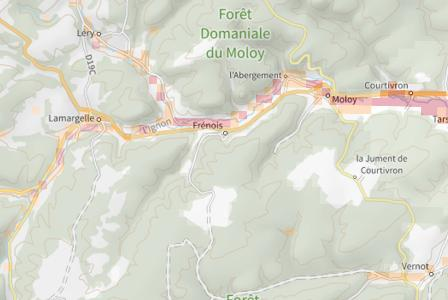 Forêt
Domaniale
du Moloy
Léry
D19C
l'Abergement
Courtivron
Moloy
Lamargelle
L'Ignon
Frénois
la Jument de
Courtivron
Vernot
Forêt